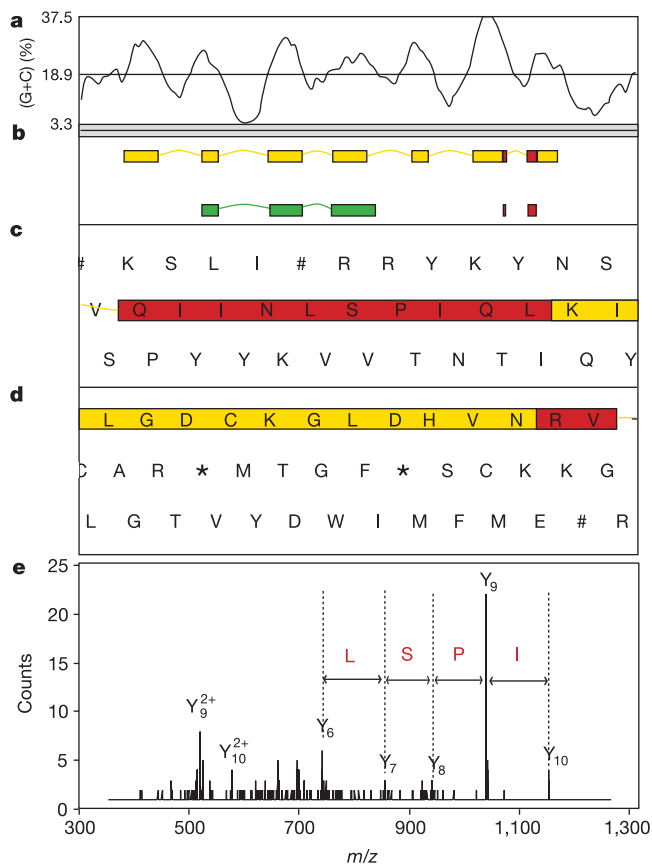 a
37.5
18.9
3.3
(G+C) (%)
b
c
# K S L I # R R Y K Y N S
V Q I I N L S P I Q L K I
S P Y Y K V V T N T I Q Y
d
L G D C K G L D H V N R V
C A R * M T G F * S C K K G
L G T V Y D W I M F M E # R
e
25
20
15
10
5
0
Counts
Y9
L S P I
Y9 2+
Y10 2+
Y6
Y7
Y8
Y10
300 500 700 900 1,100 1,300
m/z